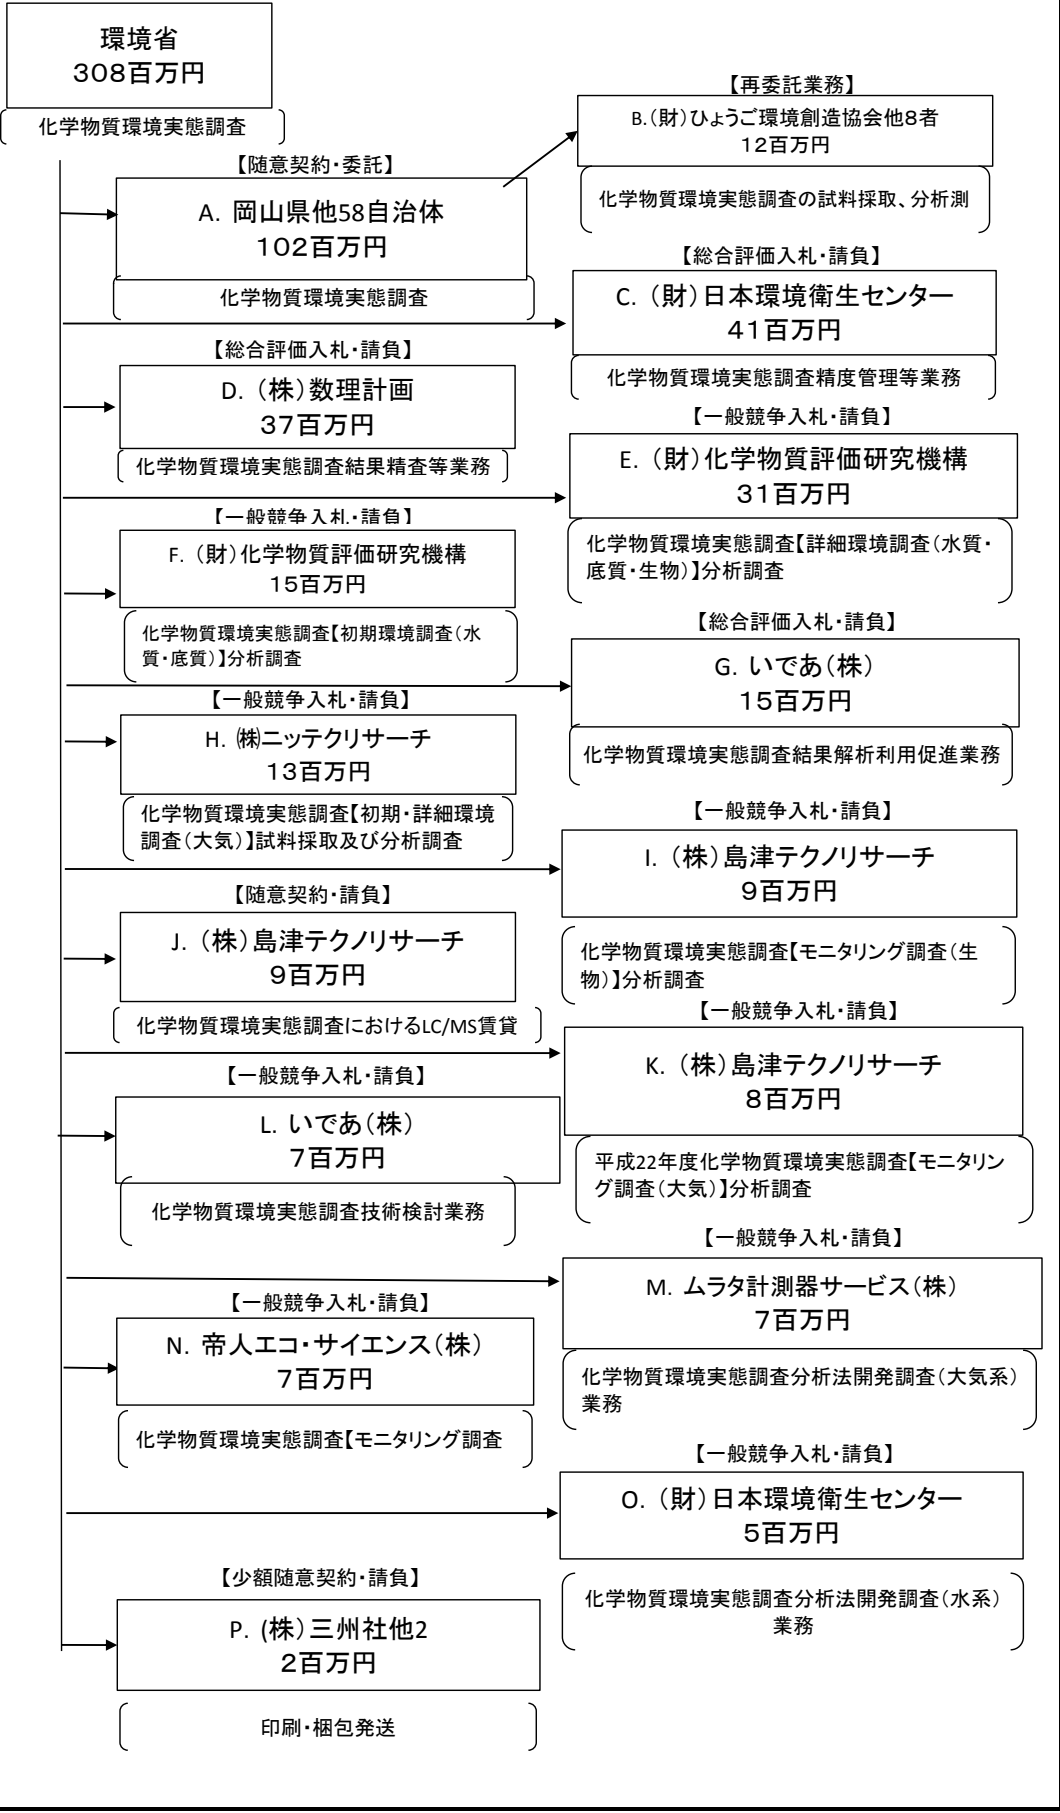 環境省
308百万円
化学物質環境実態調査
【再委託業務】
B.（財）ひょうご環境創造協会他8者
12百万円
化学物質環境実態調査の試料採取、分析測
【随意契約・委託】
A. 岡山県他58自治体
102百万円
化学物質環境実態調査
【総合評価入札・請負】
C.（財）日本環境衛生センター
41百万円
化学物質環境実態調査精度管理等業務
【総合評価入札・請負】
D.（株）数理計画
37百万円
化学物質環境実態調査結果精査等業務
【一般競争入札・請負】
E.（財）化学物質評価研究機構
31百万円
化学物質環境実態調査【詳細環境調査（水質・
底質・生物）】分析調査
【一般競争入札・請負】
F.（財）化学物質評価研究機構
15百万円
化学物質環境実態調査【初期環境調査（水
質・底質）】分析調査
【総合評価入札・請負】
G. いであ（株）
15百万円
化学物質環境実態調査結果解析利用促進業務
【一般競争入札・請負】
H. ㈱ニッテクリサーチ
13百万円
化学物質環境実態調査【初期・詳細環境
調査（大気）】試料採取及び分析調査
【一般競争入札・請負】
I.（株）島津テクノリサーチ
9百万円
化学物質環境実態調査【モニタリング調査（生
物）】分析調査
【随意契約・請負】
J.（株）島津テクノリサーチ
9百万円
化学物質環境実態調査におけるLC/MS賃貸
【一般競争入札・請負】
K.（株）島津テクノリサーチ
8百万円
平成22年度化学物質環境実態調査【モニタリン
グ調査（大気）】分析調査
【一般競争入札・請負】
L. いであ（株）
7百万円
化学物質環境実態調査技術検討業務
【一般競争入札・請負】
M. ムラタ計測器サービス（株）
7百万円
化学物質環境実態調査分析法開発調査（大気系）
業務
【一般競争入札・請負】
N. 帝人エコ・サイエンス（株）
7百万円
化学物質環境実態調査【モニタリング調査
【一般競争入札・請負】
O.（財）日本環境衛生センター
5百万円
化学物質環境実態調査分析法開発調査（水系）
業務
【少額随意契約・請負】
P. (株）三州社他2
2百万円
印刷・梱包発送